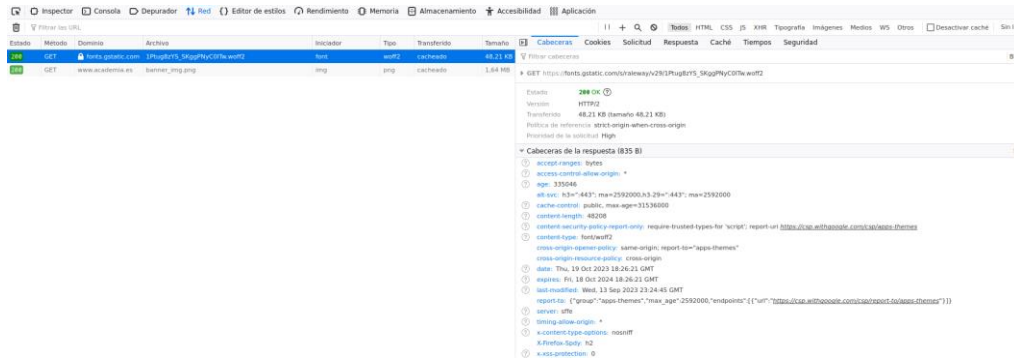 Inspector Consola Depurador Red Editor de estilos Rendimiento Memoria Almacenamiento Accesibilidad Aplicación
Filtrar las URL
Todos HTML CSS JS XHR Tipografía Imágenes Medios WS Otros Desactivar caché Sin
Estado Método Dominio Archivo Iniciador Tipo Transferido Tamaño
200 GET fonts.gstatic.com 1Ptug8zYS_SKggPNyC0ITw.woff2 font woff2 cacheado 48,21 KB
200 GET www.academia.es banner_img.png img png cacheado 1,64 MB
Cabeceras Cookies Solicitud Respuesta Caché Tiempos Seguridad
Filtrar cabeceras
GET https://fonts.gstatic.com/s/raleway/v29/1Ptug8zYS_SKggPNyC0ITw.woff2
Estado 200 OK
Versión HTTP/2
Transferido 48,21 KB (tamaño 48,21 KB)
Política de referencia strict-origin-when-cross-origin
Prioridad de la solicitud High
Cabeceras de la respuesta (835 B)
accept-ranges: bytes
access-control-allow-origin: *
age: 335046
alt-svc: h3=":443"; ma=2592000,h3-29=":443"; ma=2592000
cache-control: public, max-age=31536000
content-length: 48208
content-security-policy-report-only: require-trusted-types-for 'script'; report-uri https://csp.withgoogle.com/csp/apps-themes
content-type: font/woff2
cross-origin-opener-policy: same-origin; report-to="apps-themes"
cross-origin-resource-policy: cross-origin
date: Thu, 19 Oct 2023 18:26:21 GMT
expires: Fri, 18 Oct 2024 18:26:21 GMT
last-modified: Wed, 13 Sep 2023 23:24:45 GMT
report-to: {"group":"apps-themes","max_age":2592000,"endpoints":[{"url":"https://csp.withgoogle.com/csp/report-to/apps-themes"}]}
server: sffe
timing-allow-origin: *
x-content-type-options: nosniff
X-Firefox-Spdy: h2
x-xss-protection: 0